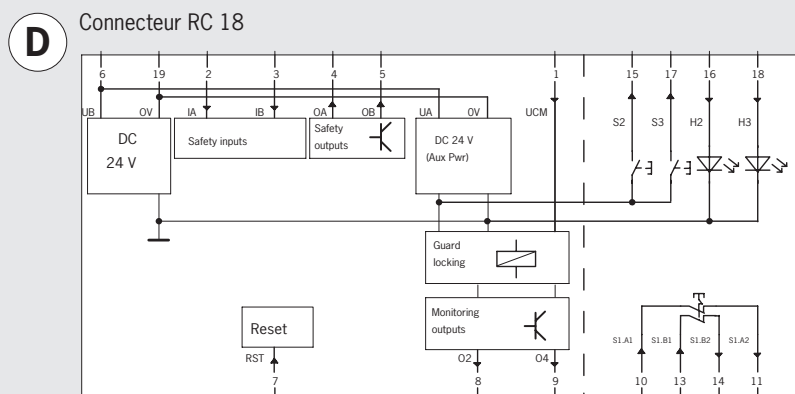 D
Connecteur RC 18
6 19 2 3 4 5 1 15 17 16 18
UB OV IA IB OA OB UA OV UCM
S2 S3 H2 H3
DC
24 V
Safety inputs
Safety
outputs
DC 24 V
(Aux Pwr)
Guard
locking
Monitoring
outputs
Reset
S1.A1 S1.B1 S1.B2 S1.A2
RST O2 O4
7 8 9 10 13 14 11